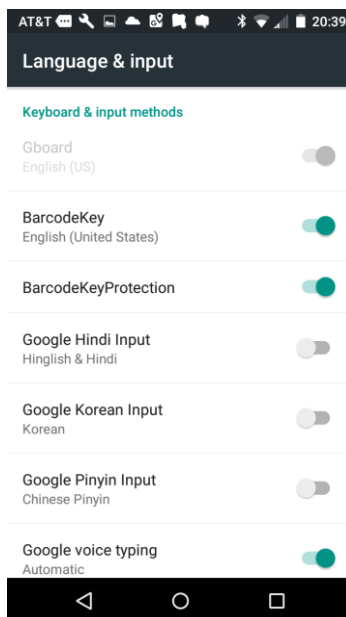 AT&T 20:39
Language & input
Keyboard & input methods
Gboard
English (US)
BarcodeKey
English (United States)
BarcodeKeyProtection
Google Hindi Input
Hinglish & Hindi
Google Korean Input
Korean
Google Pinyin Input
Chinese Pinyin
Google voice typing
Automatic